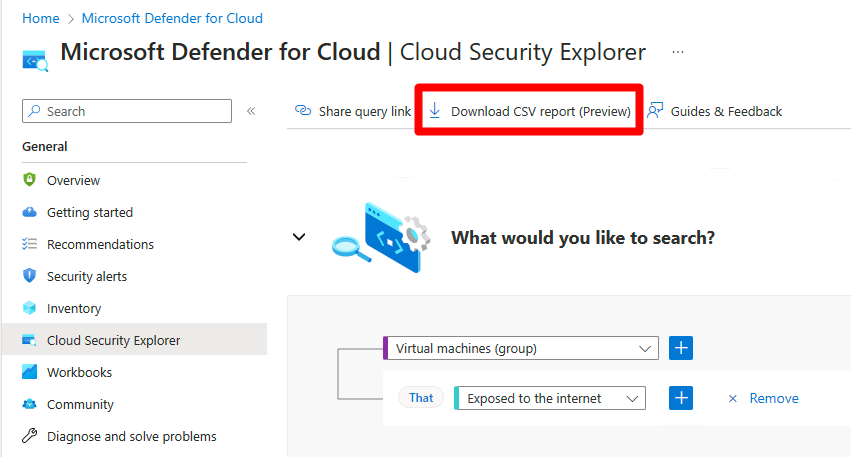 Home > Microsoft Defender for Cloud
Microsoft Defender for Cloud | Cloud Security Explorer ...
Search
Share query link Download CSV report (Preview) Guides & Feedback
General
Overview
Getting started
Recommendations
Security alerts
Inventory
Cloud Security Explorer
Workbooks
Community
Diagnose and solve problems
What would you like to search?
Virtual machines (group)
That Exposed to the internet Remove